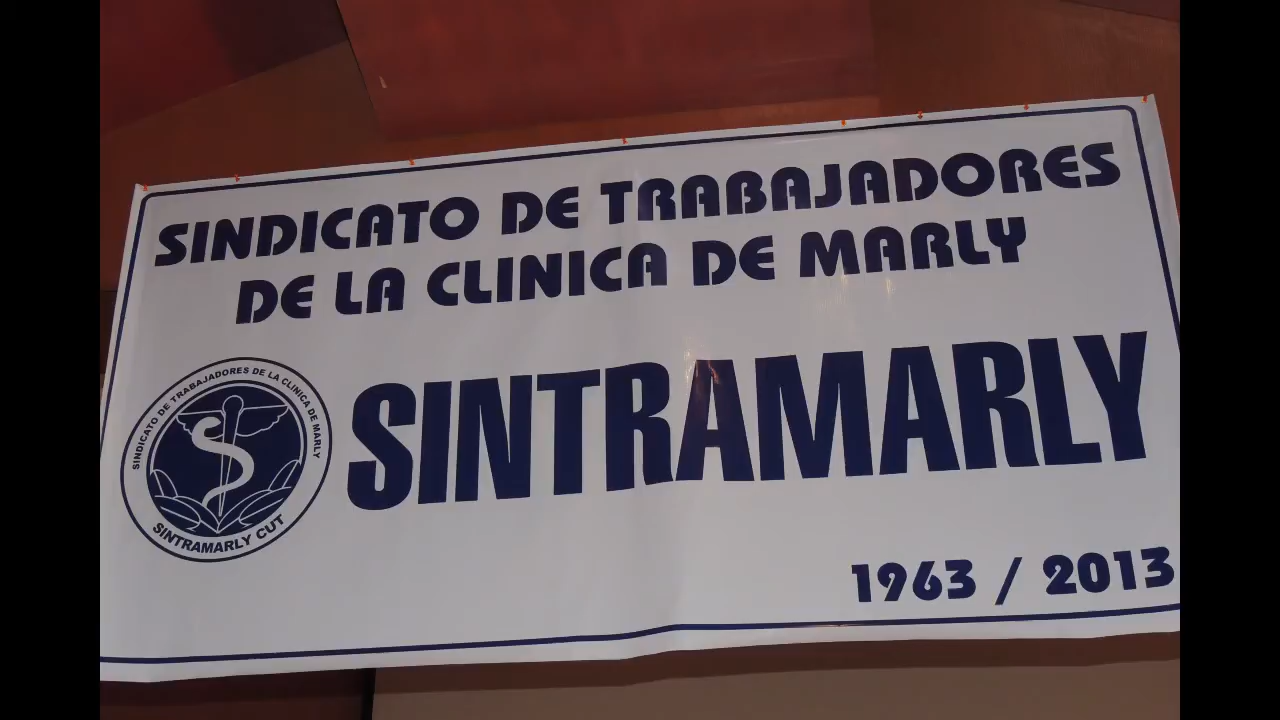 SINDICATO DE TRABAJADORES
DE LA CLINICA DE MARLY
SINDICATO DE TRABAJADORES DE LA CLINICA DE MARLY
SINTRAMARLY CUT
SINTRAMARLY
1963 / 2013